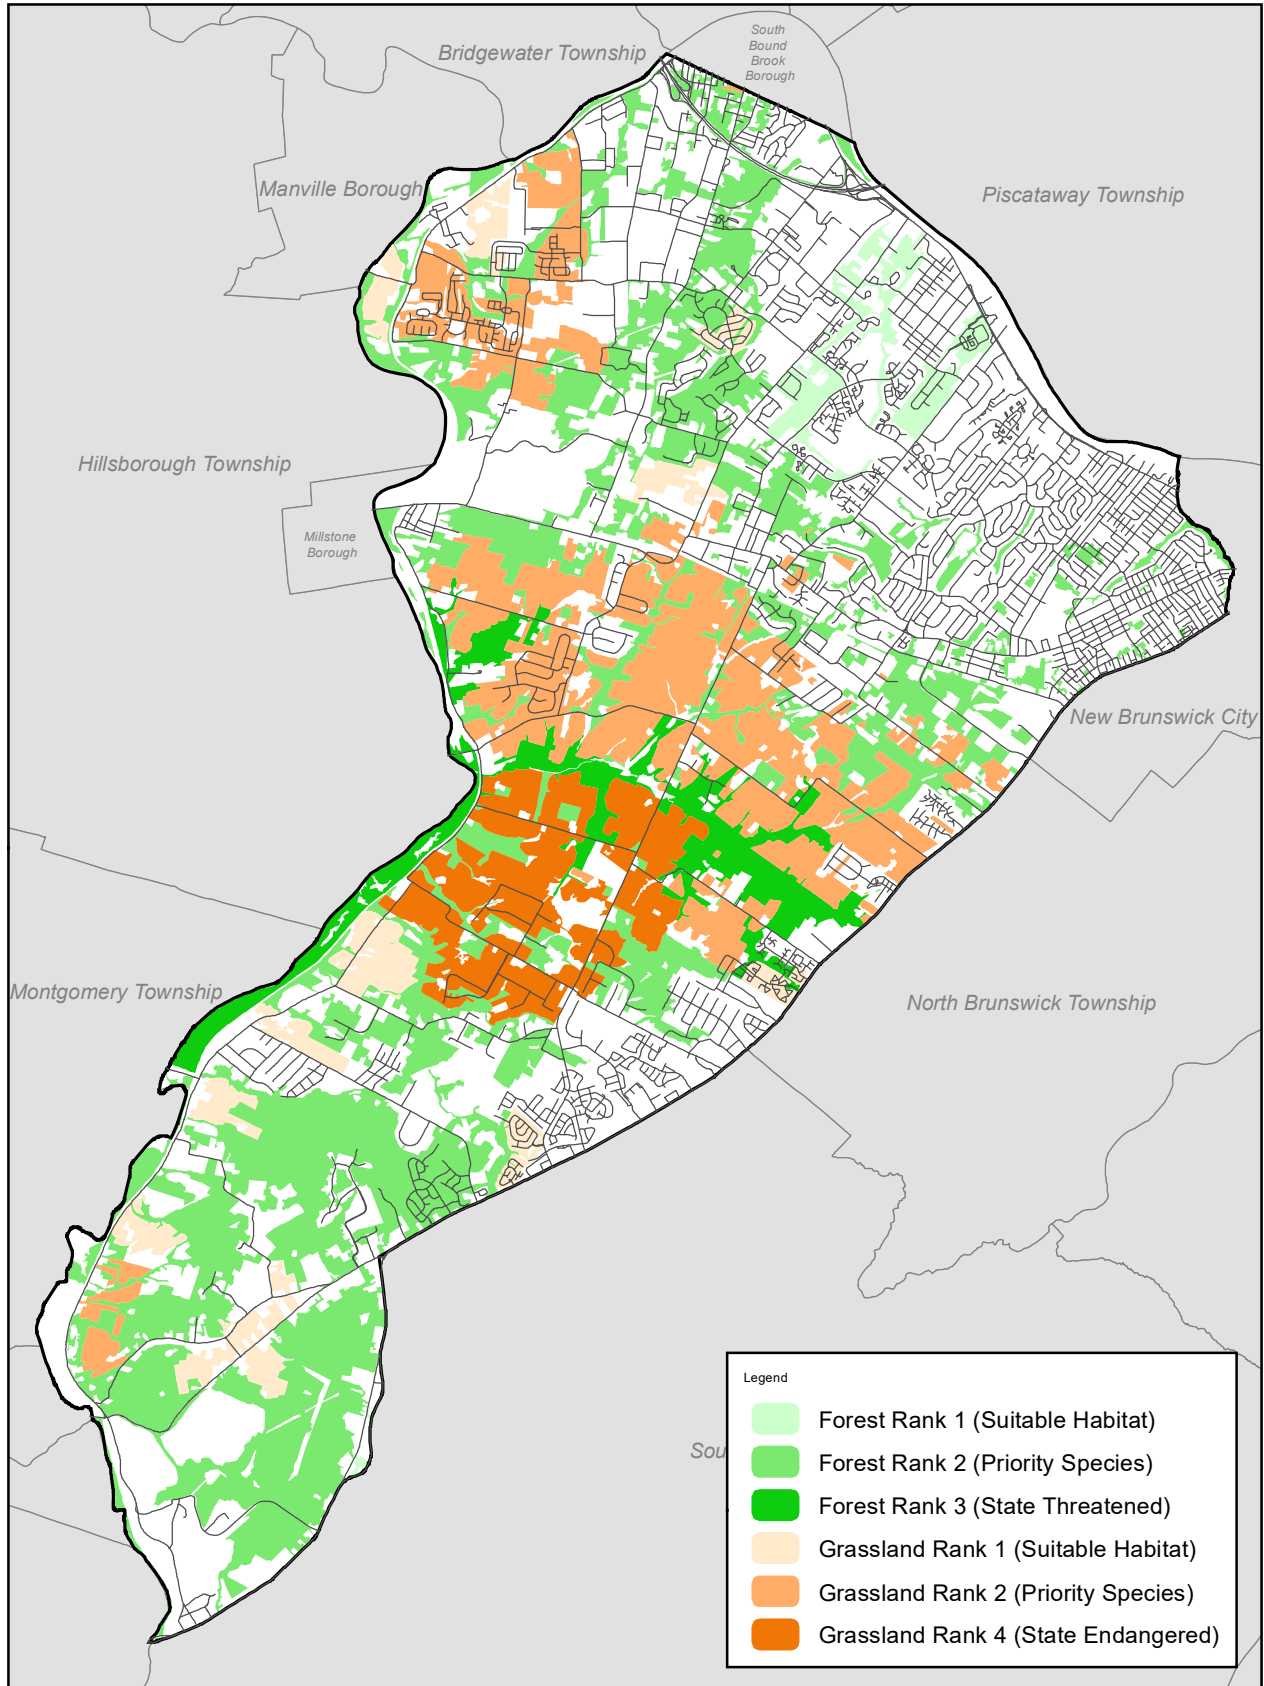 Bridgewater Township
South
Bound
Brook
Borough
Manville Borough
Piscataway Township
Hillsborough Township
Millstone
Borough
New Brunswick City
Montgomery Township
North Brunswick Township
Sou
Legend
Forest Rank 1 (Suitable Habitat)
Forest Rank 2 (Priority Species)
Forest Rank 3 (State Threatened)
Grassland Rank 1 (Suitable Habitat)
Grassland Rank 2 (Priority Species)
Grassland Rank 4 (State Endangered)